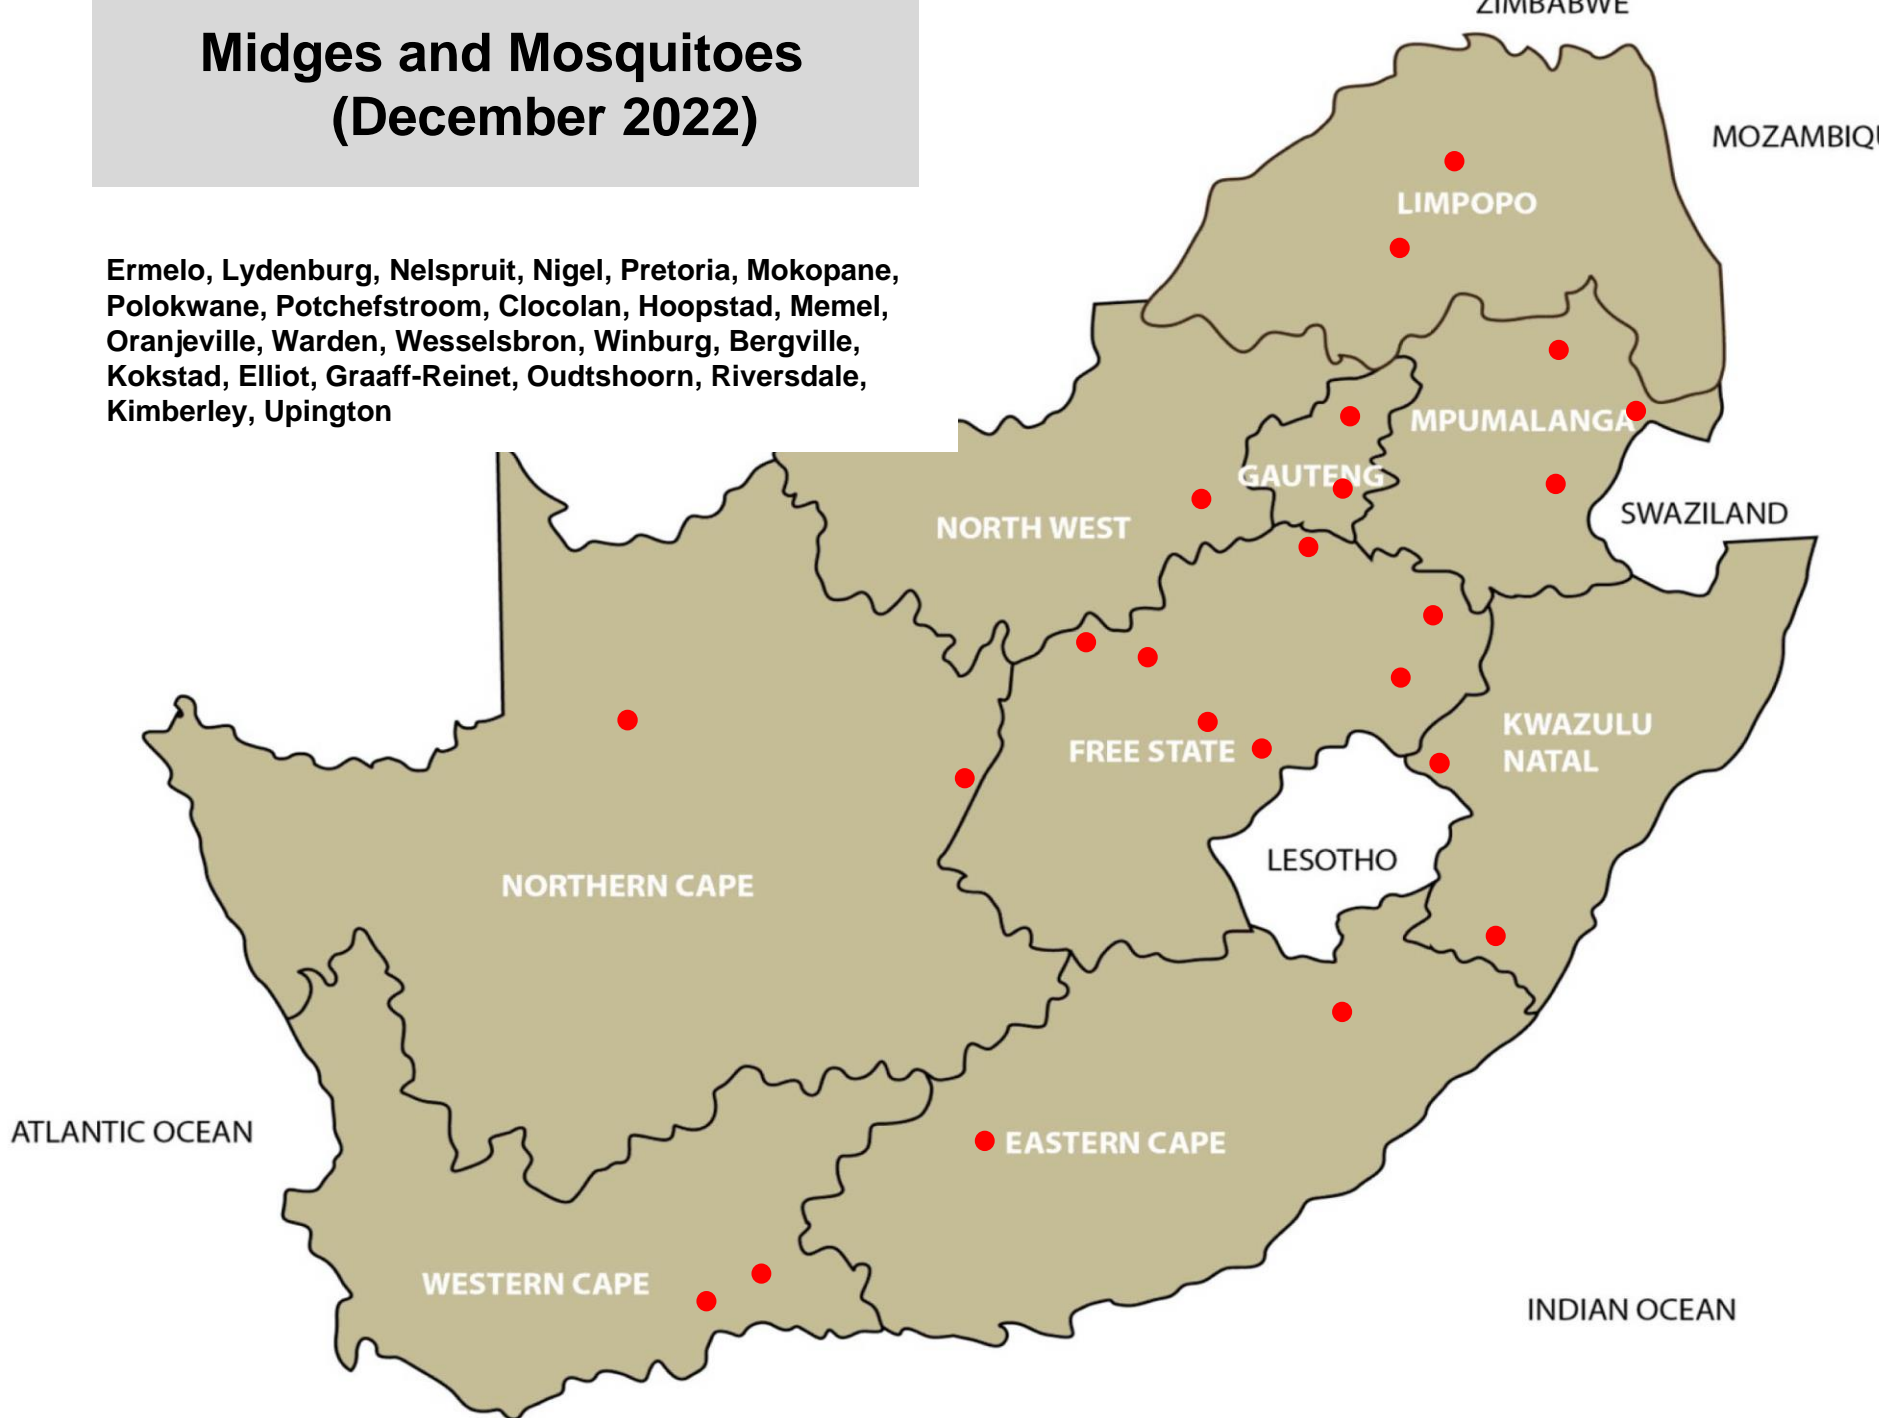 Midges and Mosquitoes
(December 2022)
Ermelo, Lydenburg, Nelspruit, Nigel, Pretoria, Mokopane,
Polokwane, Potchefstroom, Clocolan, Hoopstad, Memel,
Oranjeville, Warden, Wesselsbron, Winburg, Bergville,
Kokstad, Elliot, Graaff-Reinet, Oudtshoorn, Riversdale,
Kimberley, Upington
ZIMBABWE
MOZAMBIQU
LIMPOPO
MPUMALANGA
GAUTENG
NORTH WEST
SWAZILAND
KWAZULU
NATAL
FREE STATE
LESOTHO
NORTHERN CAPE
ATLANTIC OCEAN
EASTERN CAPE
WESTERN CAPE
INDIAN OCEAN